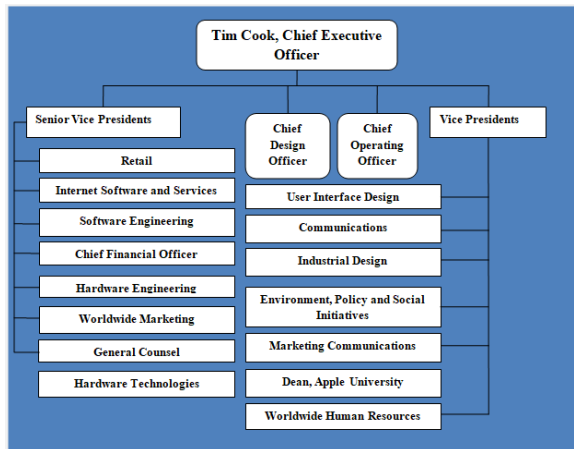 Tim Cook, Chief Executive
Officer
Senior Vice Presidents
Chief
Design
Officer
Chief
Operating
Officer
Vice Presidents
Retail
Internet Software and Services
Software Engineering
Chief Financial Officer
Hardware Engineering
Worldwide Marketing
General Counsel
Hardware Technologies
User Interface Design
Communications
Industrial Design
Environment, Policy and Social
Initiatives
Marketing Communications
Dean, Apple University
Worldwide Human Resources